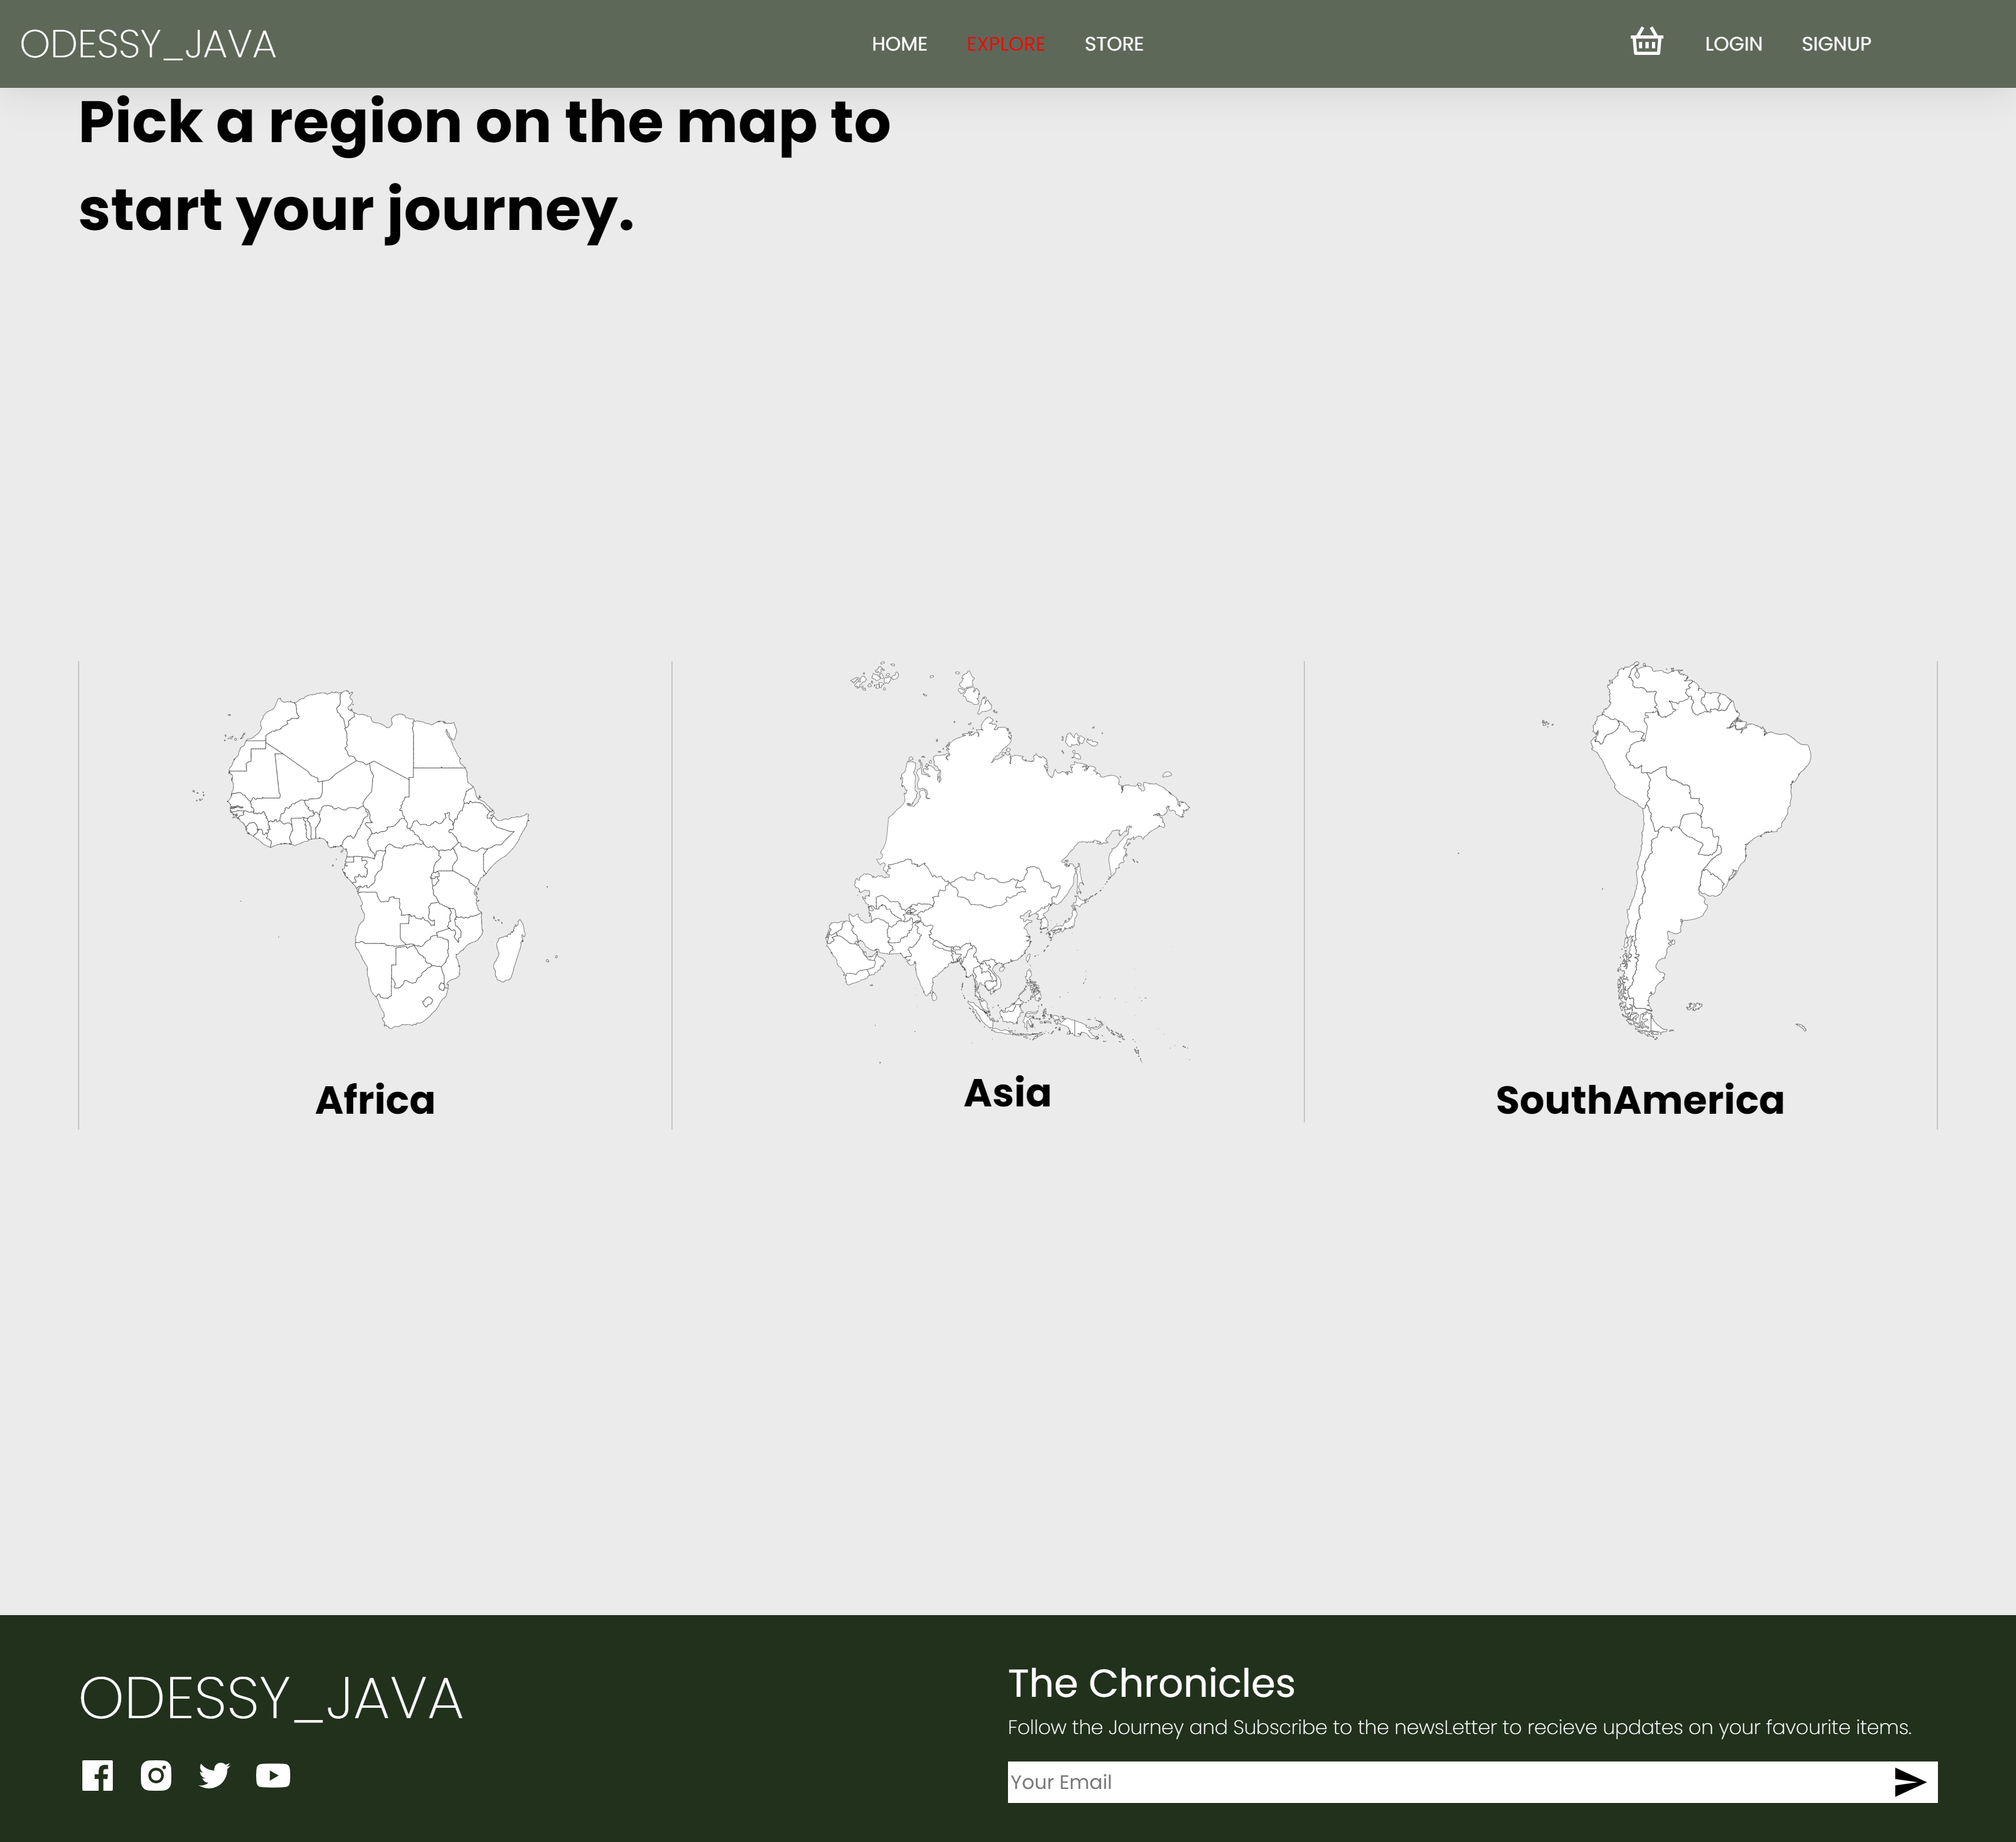 ODESSY_JAVA
HOME EXPLORE STORE
LOGIN SIGNUP
Pick a region on the map to
start your journey.
Africa
Asia
SouthAmerica
ODESSY_JAVA
The Chronicles
Follow the Journey and Subscribe to the newsLetter to recieve updates on your favourite items.
Your Email